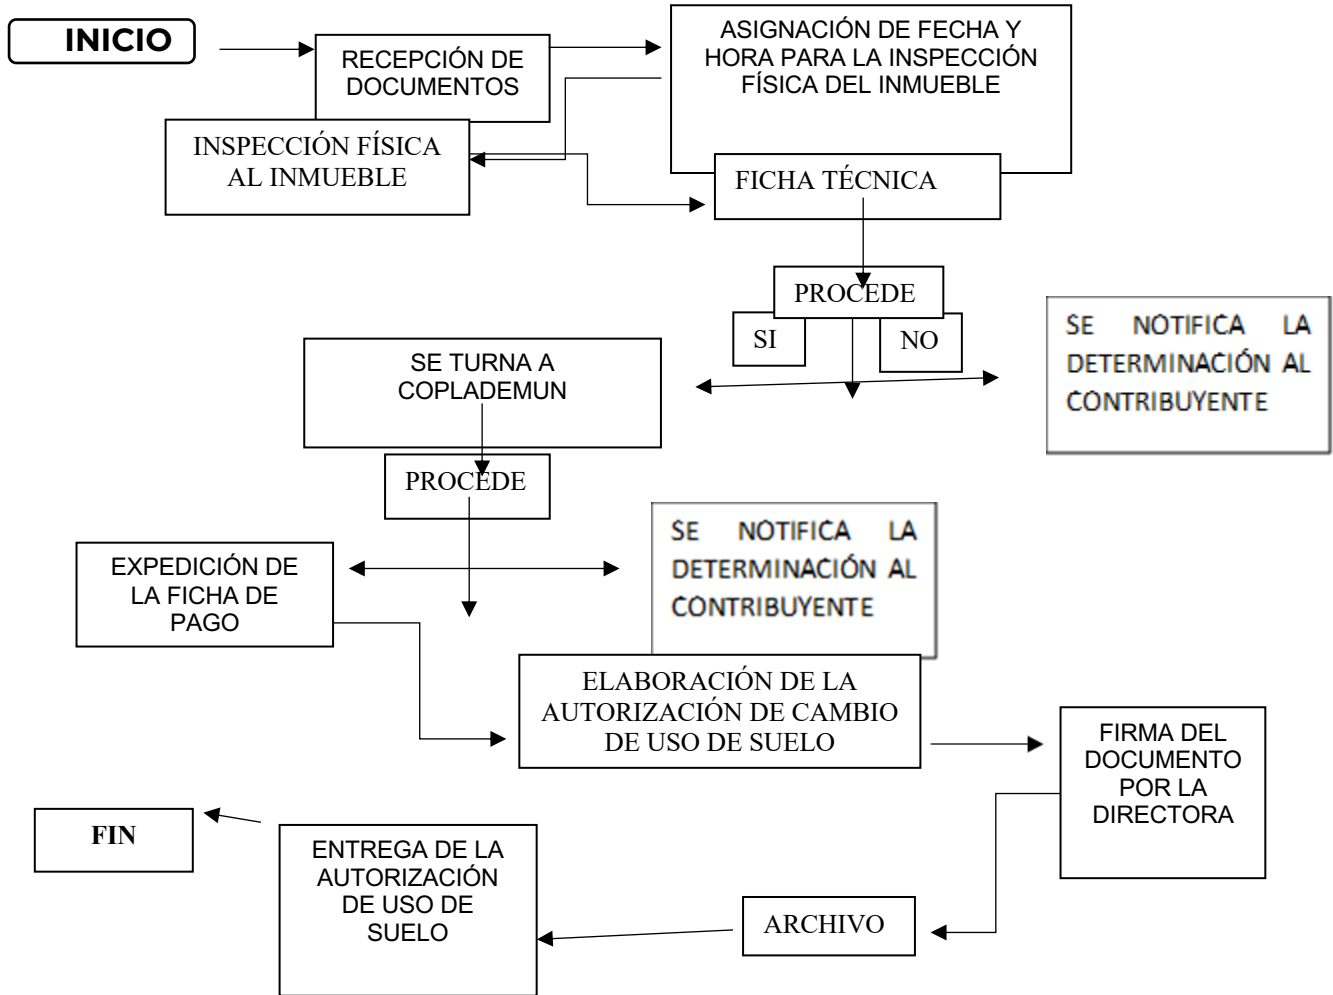 INICIO
RECEPCIÓN DE
DOCUMENTOS
ASIGNACIÓN DE FECHA Y
HORA PARA LA INSPECCIÓN
FÍSICA DEL INMUEBLE
INSPECCIÓN FÍSICA
AL INMUEBLE
FICHA TÉCNICA
PROCEDE
SI
NO
SE NOTIFICA LA
DETERMINACIÓN AL
CONTRIBUYENTE
SE TURNA A
COPLADEMUN
PROCEDE
SE NOTIFICA LA
DETERMINACIÓN AL
CONTRIBUYENTE
EXPEDICIÓN DE
LA FICHA DE
PAGO
ELABORACIÓN DE LA
AUTORIZACIÓN DE CAMBIO
DE USO DE SUELO
FIRMA DEL
DOCUMENTO
POR LA
DIRECTORA
ARCHIVO
ENTREGA DE LA
AUTORIZACIÓN
DE USO DE
SUELO
FIN